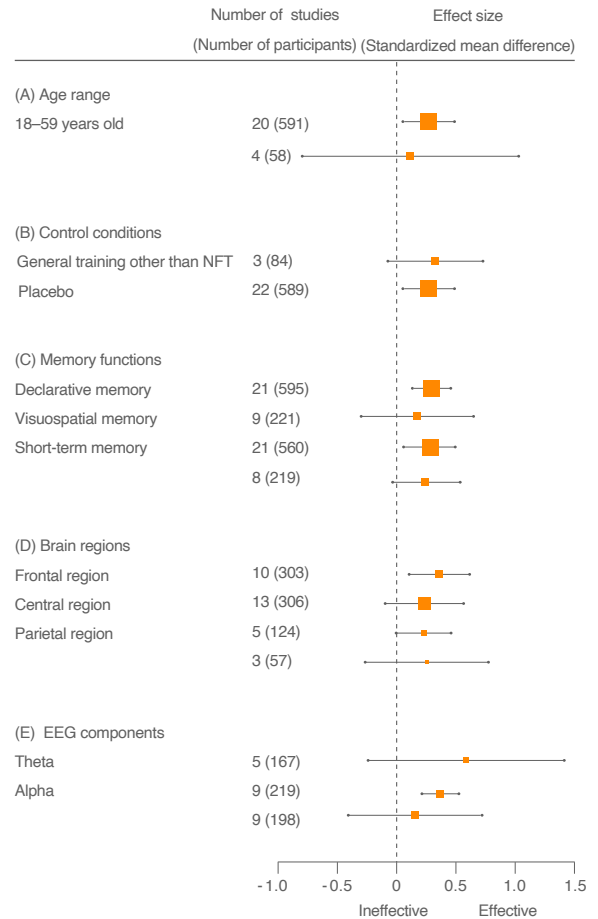 Number of studies Effect size
(Number of participants) (Standardized mean difference)
(A) Age range
18–59 years old 20 (591)
4 (58)
(B) Control conditions
General training other than NFT 3 (84)
Placebo 22 (589)
(C) Memory functions
Declarative memory 21 (595)
Visuospatial memory 9 (221)
Short-term memory 21 (560)
8 (219)
(D) Brain regions
Frontal region 10 (303)
Central region 13 (306)
Parietal region 5 (124)
3 (57)
(E) EEG components
Theta 5 (167)
Alpha 9 (219)
9 (198)
-1.0 -0.5 0 0.5 1.0 1.5
Ineffective Effective